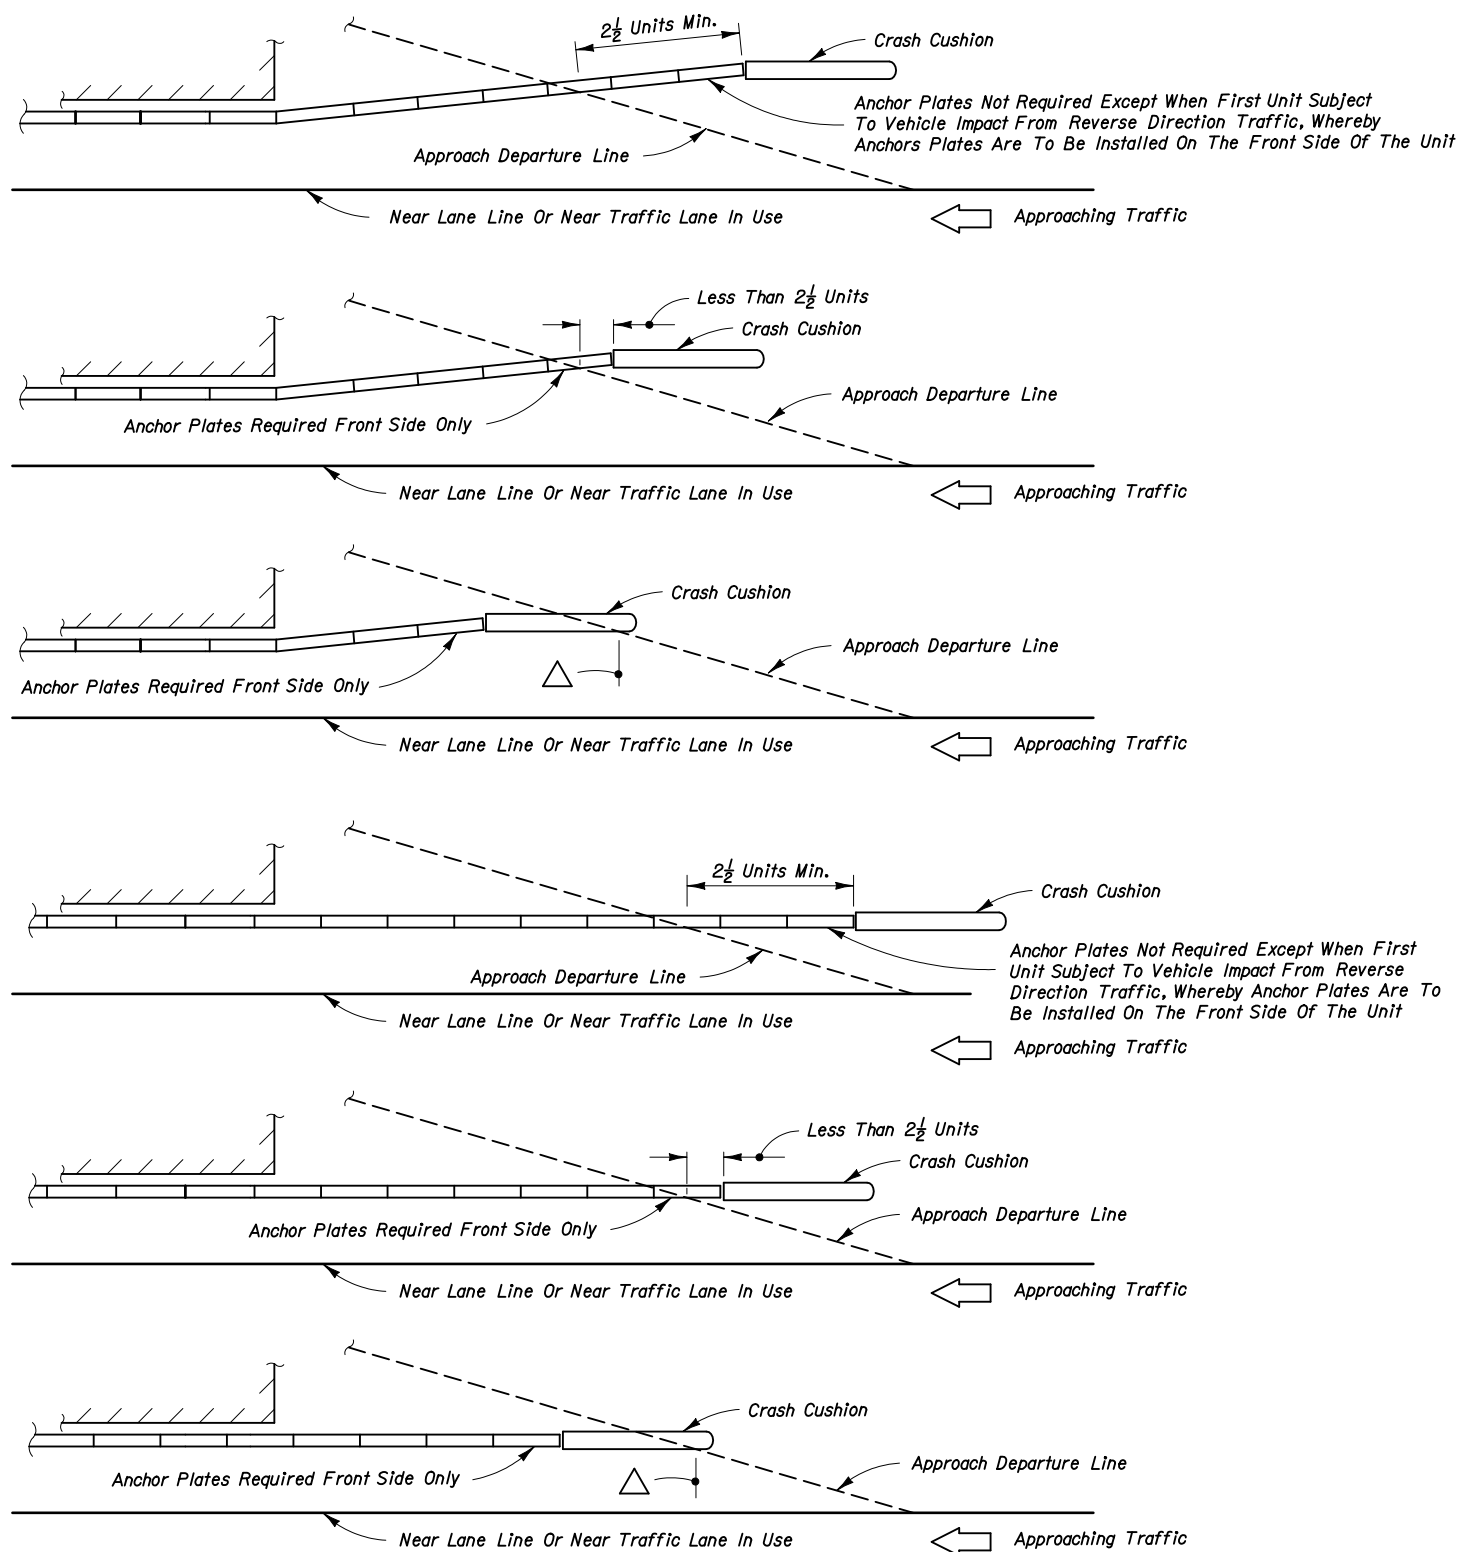 2½ Units Min.
Crash Cushion
Anchor Plates Not Required Except When First Unit Subject
To Vehicle Impact From Reverse Direction Traffic, Whereby
Anchors Plates Are To Be Installed On The Front Side Of The Unit
Approach Departure Line
Near Lane Line Or Near Traffic Lane In Use
Approaching Traffic
Less Than 2½ Units
Crash Cushion
Approach Departure Line
Anchor Plates Required Front Side Only
Near Lane Line Or Near Traffic Lane In Use
Approaching Traffic
Crash Cushion
Approach Departure Line
Anchor Plates Required Front Side Only
Near Lane Line Or Near Traffic Lane In Use
Approaching Traffic
2½ Units Min.
Crash Cushion
Anchor Plates Not Required Except When First
Unit Subject To Vehicle Impact From Reverse
Direction Traffic, Whereby Anchor Plates Are To
Be Installed On The Front Side Of The Unit
Approach Departure Line
Near Lane Line Or Near Traffic Lane In Use
Approaching Traffic
Less Than 2½ Units
Crash Cushion
Approach Departure Line
Anchor Plates Required Front Side Only
Near Lane Line Or Near Traffic Lane In Use
Approaching Traffic
Crash Cushion
Approach Departure Line
Anchor Plates Required Front Side Only
Near Lane Line Or Near Traffic Lane In Use
Approaching Traffic